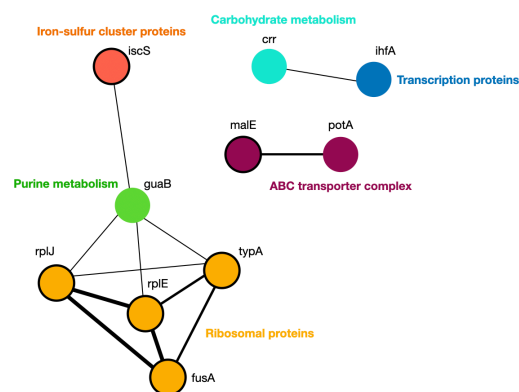 Carbohydrate metabolism
Iron-sulfur cluster proteins
crr
iscS
ihfA
Transcription proteins
malE
potA
Purine metabolism
guaB
ABC transporter complex
rplJ
typA
rplE
Ribosomal proteins
fusA